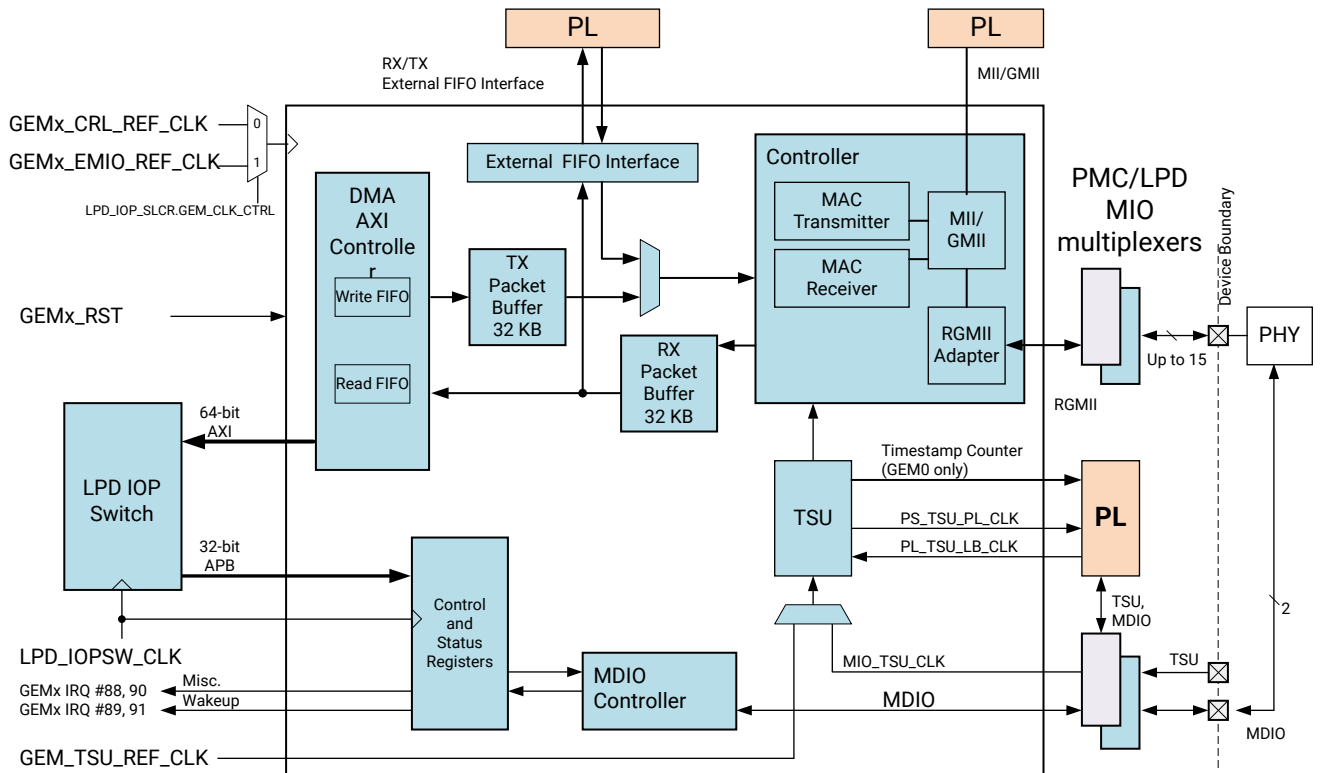 PL
PL
RX/TX
External FIFO Interface
MII/GMII
GEMx_CRL_REF_CLK
0
GEMx_EMIO_REF_CLK
1
LPD_IOP_SLCR.GEM_CLK_CTRL
External FIFO Interface
Controller
DMA
AXI
Controlle
r
Write FIFO
Read FIFO
TX
Packet
Buffer
32 KB
RX
Packet
Buffer
32 KB
MAC
Transmitter
MAC
Receiver
MII/
GMII
RGMII
Adapter
PMC/LPD
MIO
multiplexers
Device Boundary
GEMx_RST
PHY
Up to 15
RGMII
64-bit
AXI
LPD IOP
Switch
32-bit
APB
Timestamp Counter
(GEM0 only)
TSU
PS_TSU_PL_CLK
PL_TSU_LB_CLK
PL
TSU,
MDIO
2
Control
and
Status
Registers
LPD_IOPSW_CLK
MDIO
Controller
MIO_TSU_CLK
TSU
Misc.
GEMx IRQ #88, 90
Wakeup
GEMx IRQ #89, 91
MDIO
MDIO
GEM_TSU_REF_CLK